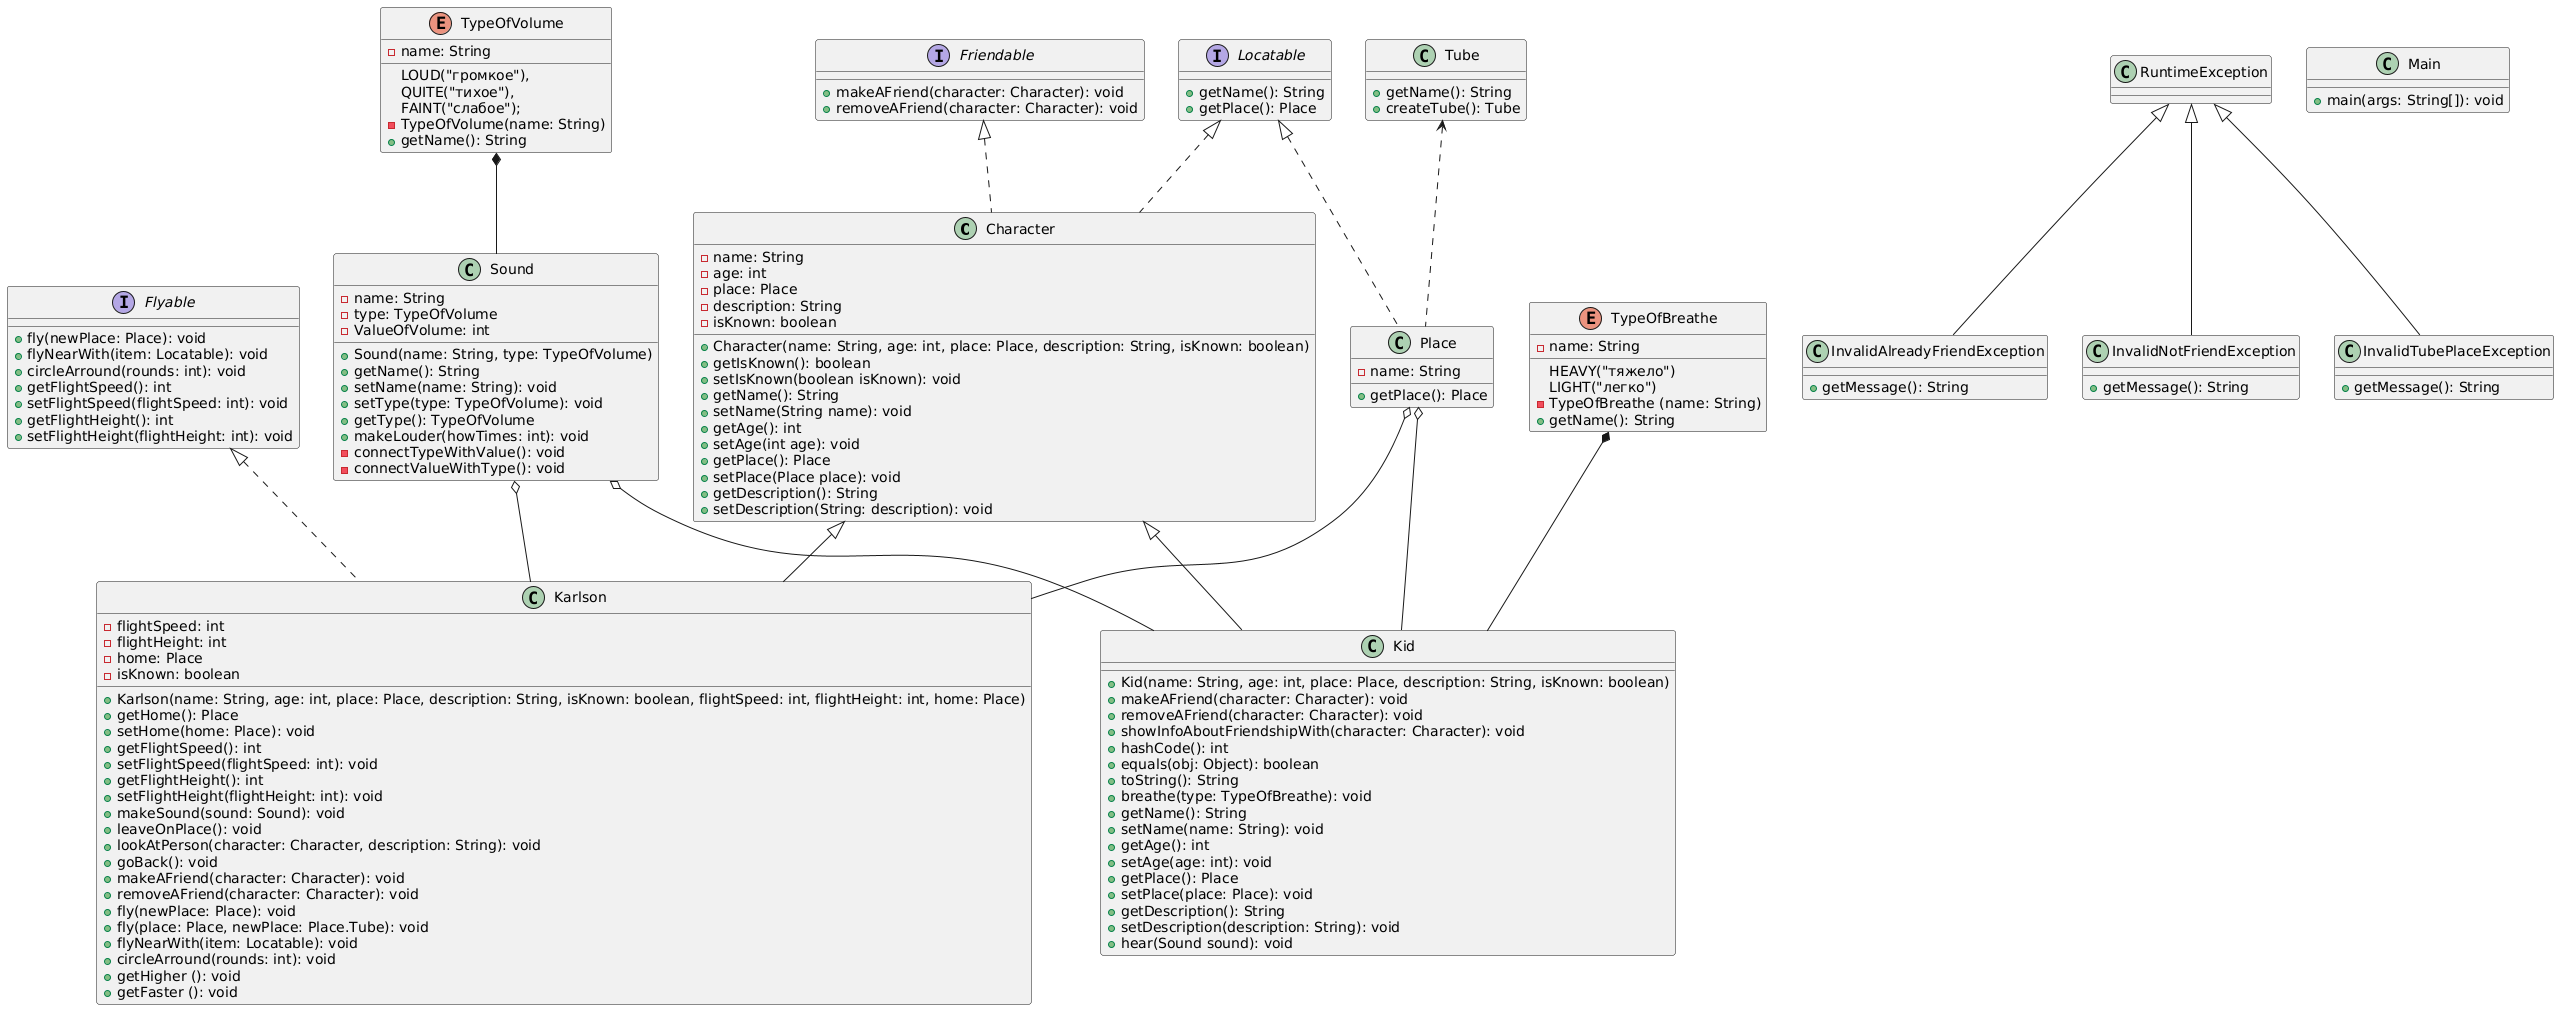 TypeOfVolume
name: String
LOUD("громкое"),
QUITE("тихое"),
FAINT("слабое");
TypeOfVolume(name: String)
getName(): String
Friendable
makeAFriend(character: Character): void
removeAFriend(character: Character): void
Locatable
getName(): String
getPlace(): Place
Tube
getName(): String
createTube(): Tube
RuntimeException
Main
main(args: String[]): void
Flyable
fly(newPlace: Place): void
flyNearWith(item: Locatable): void
circleArround(rounds: int): void
getFlightSpeed(): int
setFlightSpeed(flightSpeed: int): void
getFlightHeight(): int
setFlightHeight(flightHeight: int): void
Sound
name: String
type: TypeOfVolume
ValueOfVolume: int
Sound(name: String, type: TypeOfVolume)
getName(): String
setName(name: String): void
setType(type: TypeOfVolume): void
getType(): TypeOfVolume
makeLouder(howTimes: int): void
connectTypeWithValue(): void
connectValueWithType(): void
Character
name: String
age: int
place: Place
description: String
isKnown: boolean
Character(name: String, age: int, place: Place, description: String, isKnown: boolean)
getIsKnown(): boolean
setIsKnown(boolean isKnown): void
getName(): String
setName(String name): void
getAge(): int
setAge(int age): void
getPlace(): Place
setPlace(Place place): void
getDescription(): String
setDescription(String: description): void
Place
name: String
getPlace(): Place
TypeOfBreathe
name: String
HEAVY("тяжело")
LIGHT("легко")
TypeOfBreathe (name: String)
getName(): String
InvalidAlreadyFriendException
getMessage(): String
InvalidNotFriendException
getMessage(): String
InvalidTubePlaceException
getMessage(): String
Karlson
flightSpeed: int
flightHeight: int
home: Place
isKnown: boolean
Karlson(name: String, age: int, place: Place, description: String, isKnown: boolean, flightSpeed: int, flightHeight: int, home: Place)
getHome(): Place
setHome(home: Place): void
getFlightSpeed(): int
setFlightSpeed(flightSpeed: int): void
getFlightHeight(): int
setFlightHeight(flightHeight: int): void
makeSound(sound: Sound): void
leaveOnPlace(): void
lookAtPerson(character: Character, description: String): void
goBack(): void
makeAFriend(character: Character): void
removeAFriend(character: Character): void
fly(newPlace: Place): void
fly(place: Place, newPlace: Place.Tube): void
flyNearWith(item: Locatable): void
circleArround(rounds: int): void
getHigher (): void
getFaster (): void
Kid
Kid(name: String, age: int, place: Place, description: String, isKnown: boolean)
makeAFriend(character: Character): void
removeAFriend(character: Character): void
showInfoAboutFriendshipWith(character: Character): void
hashCode(): int
equals(obj: Object): boolean
toString(): String
breathe(type: TypeOfBreathe): void
getName(): String
setName(name: String): void
getAge(): int
setAge(age: int): void
getPlace(): Place
setPlace(place: Place): void
getDescription(): String
setDescription(description: String): void
hear(Sound sound): void